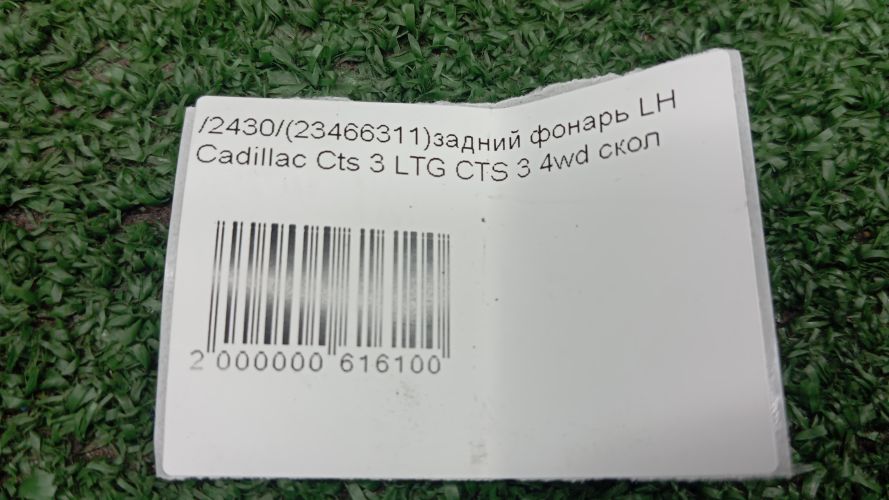 /2430/(23466311)задний фонарь LH
Cadillac Cts 3 LTG CTS 3 4wd скол
2 000000 616100